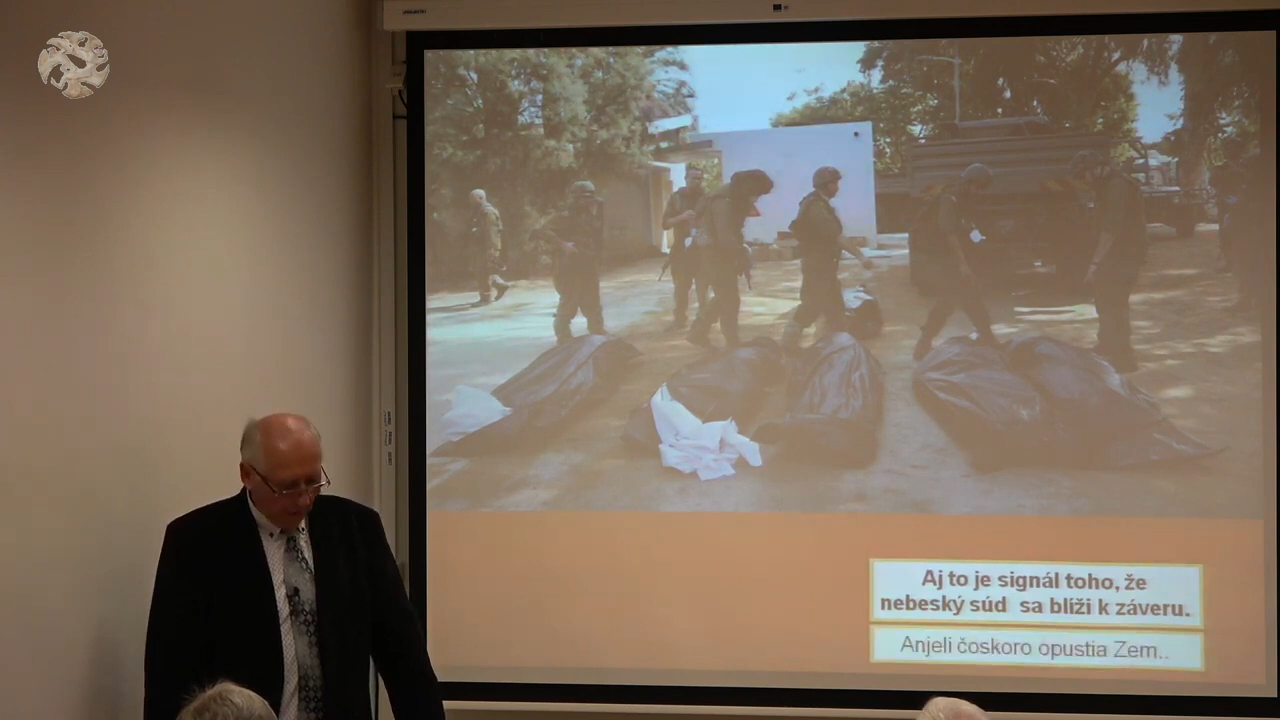 Aj to je signál toho, že
nebeský súd sa blíži k záveru.
Anjeli čoskoro opustia Zem..